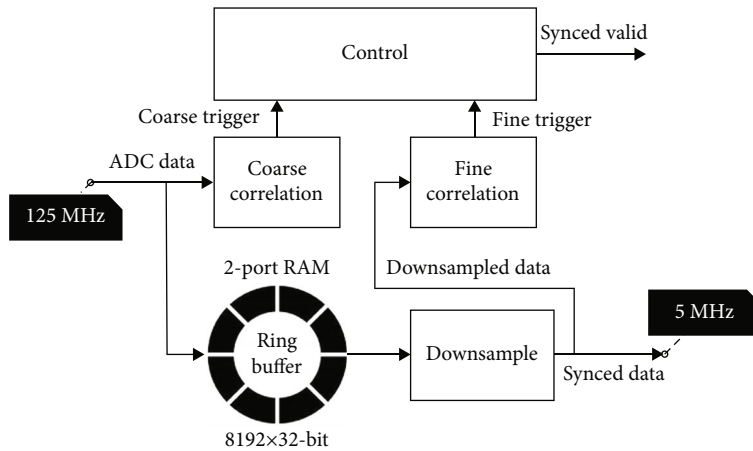 Synced valid
Control
Coarse trigger
Fine trigger
ADC data
Coarse
correlation
Fine
correlation
125 MHz
2-port RAM
Downsampled data
5 MHz
Ring
buffer
Downsample
Synced data
8192×32-bit